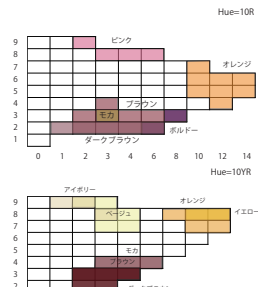 Hue=10R
9 ピンク
8
7 オレンジ
6
5
4 ブラウン
3 モカ
2 ボルドー
1 ダークブラウン
0 1 2 3 4 6 8 10 12 14
Hue=10YR
アイボリー
9 オレンジ
8 ベージュ イエロー
7
6
5 モカ
4 ブラウン
3